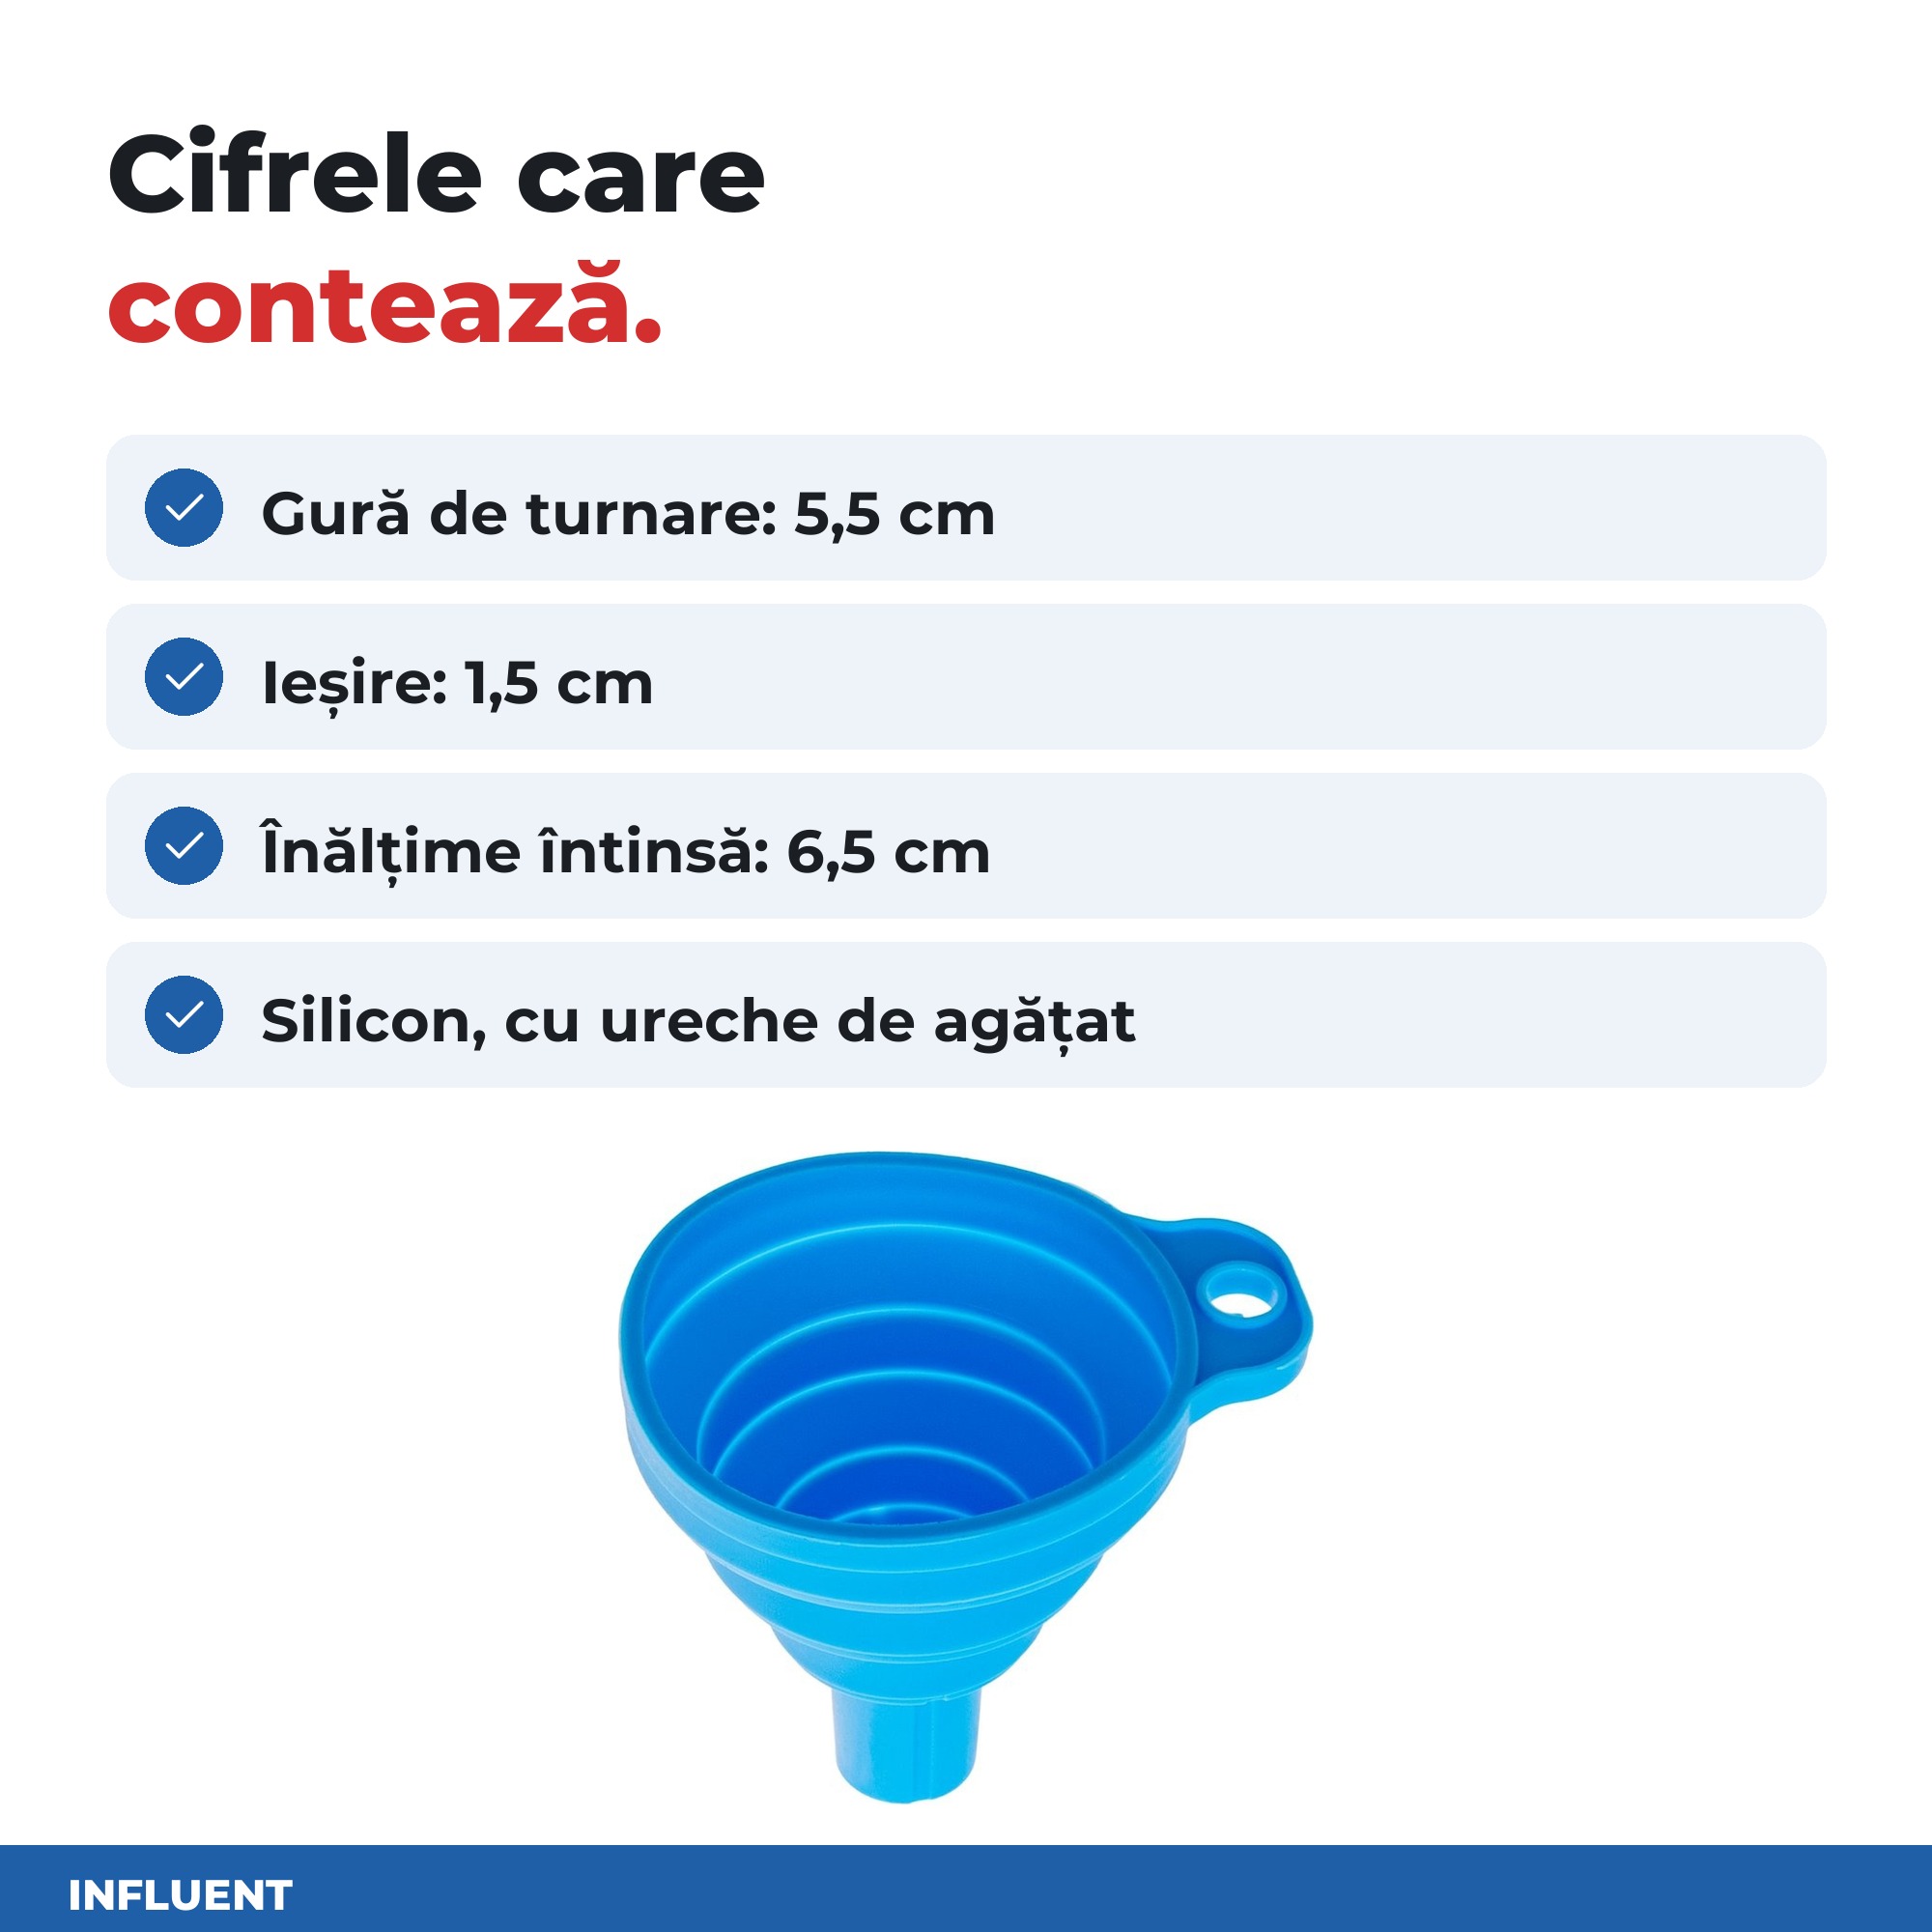 Cifrele care
contează.
Gură de turnare: 5,5 cm
Ieșire: 1,5 cm
Înălțime întinsă: 6,5 cm
Silicon, cu ureche de agățat
INFLUENT